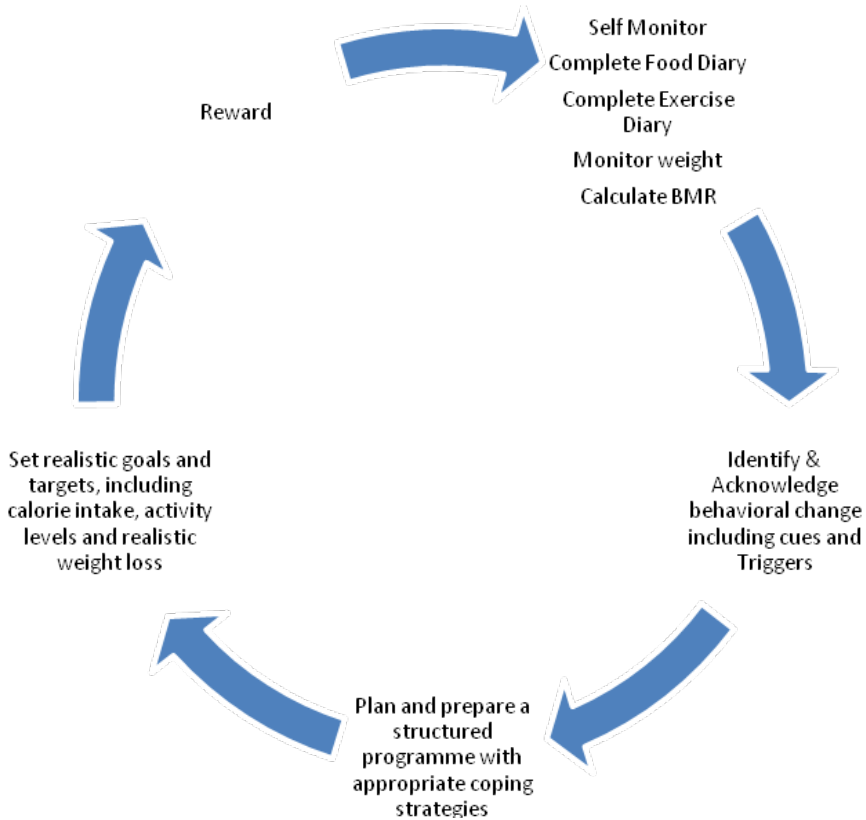 Reward
Self Monitor
Complete Food Diary
Complete Exercise
Diary
Monitor weight
Calculate BMR
Identify &
Acknowledge
behavioral change
including cues and
Triggers
Plan and prepare a
structured
programme with
appropriate coping
strategies
Set realistic goals and
targets, including
calorie intake, activity
levels and realistic
weight loss